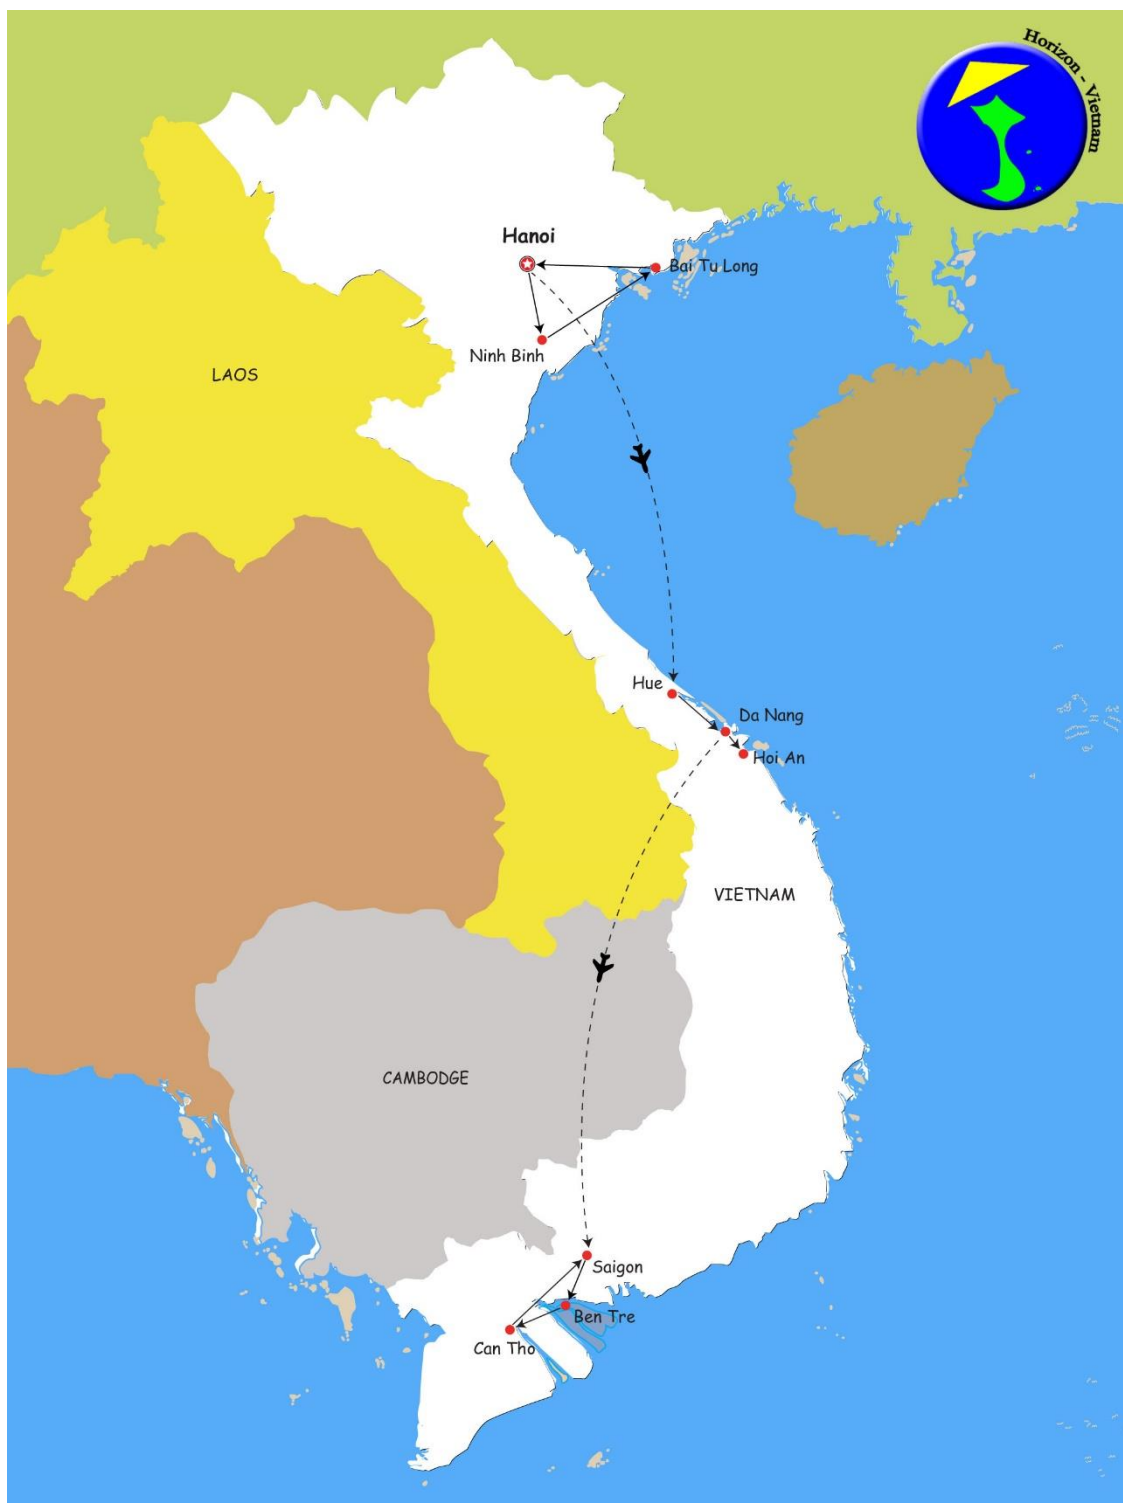 Horizon - Vietnam
Hanoi
Bai Tu Long
Ninh Binh
LAOS
Hue
Da Nang
Hoi An
VIETNAM
CAMBODGE
Saigon
Ben Tre
Can Tho